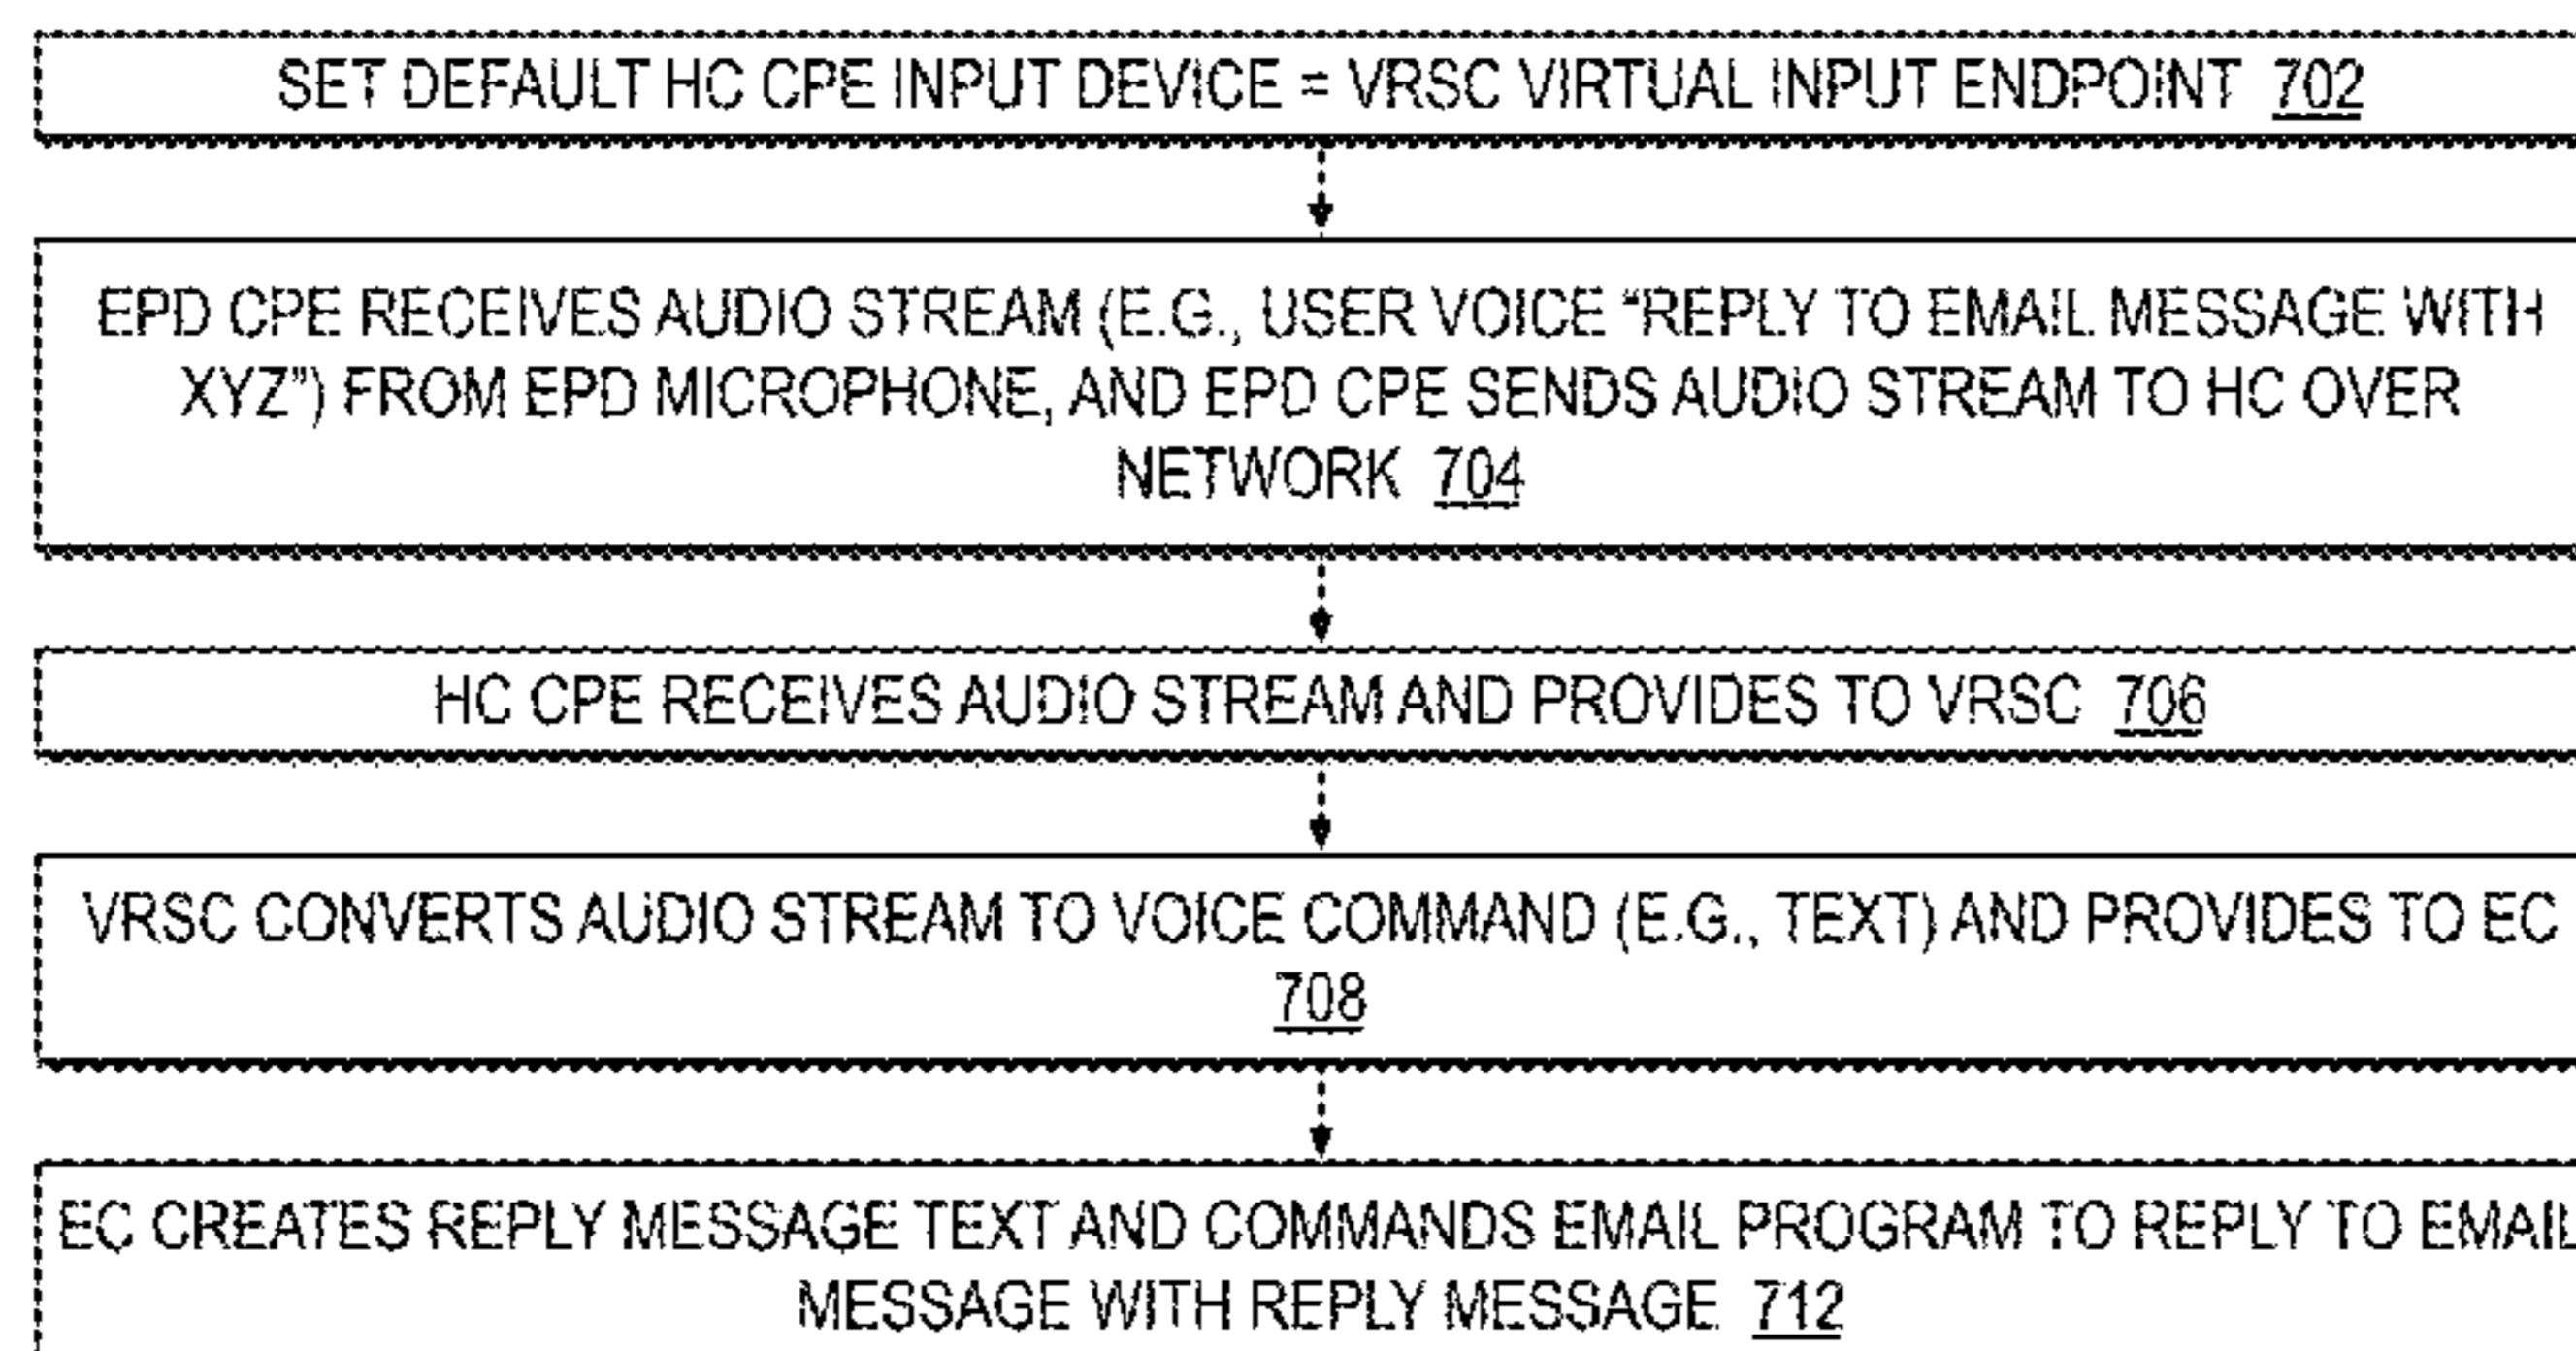 SET DEFAULT HC CPE INPUT DEVICE = VRSC VIRTUAL INPUT ENDPOINT 702
EPD CPE RECEIVES AUDIO STREAM (E.G., USER VOICE “REPLY TO EMAIL MESSAGE WITH
XYZ”) FROM EPD MICROPHONE, AND EPD CPE SENDS AUDIO STREAM TO HC OVER
NETWORK 704
HC CPE RECEIVES AUDIO STREAM AND PROVIDES TO VRSC 706
VRSC CONVERTS AUDIO STREAM TO VOICE COMMAND (E.G., TEXT) AND PROVIDES TO EC
708
EC CREATES REPLY MESSAGE TEXT AND COMMANDS EMAIL PROGRAM TO REPLY TO EMAIL
MESSAGE WITH REPLY MESSAGE 712